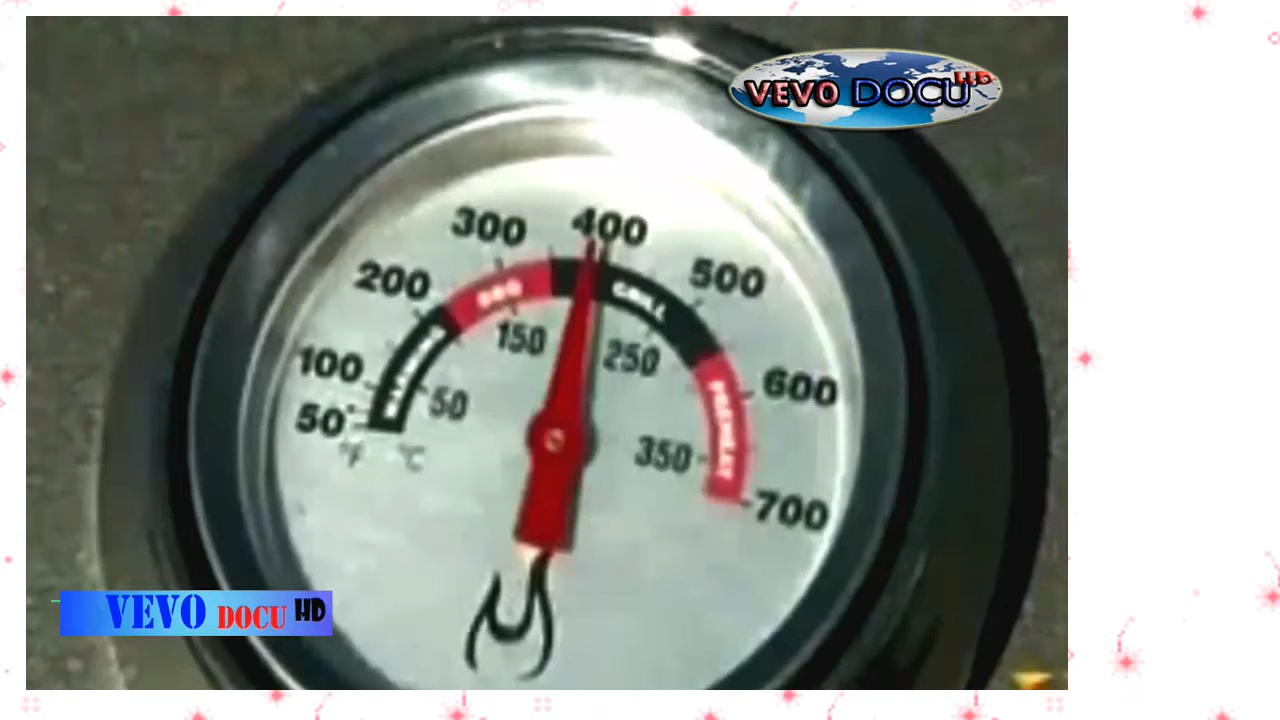 VEVO DOCU HD
300 400
200 500
BBQ GRILL
150 250
100 600
50
50°
PREHEAT
°F °C 350
700
VEVO DOCU HD